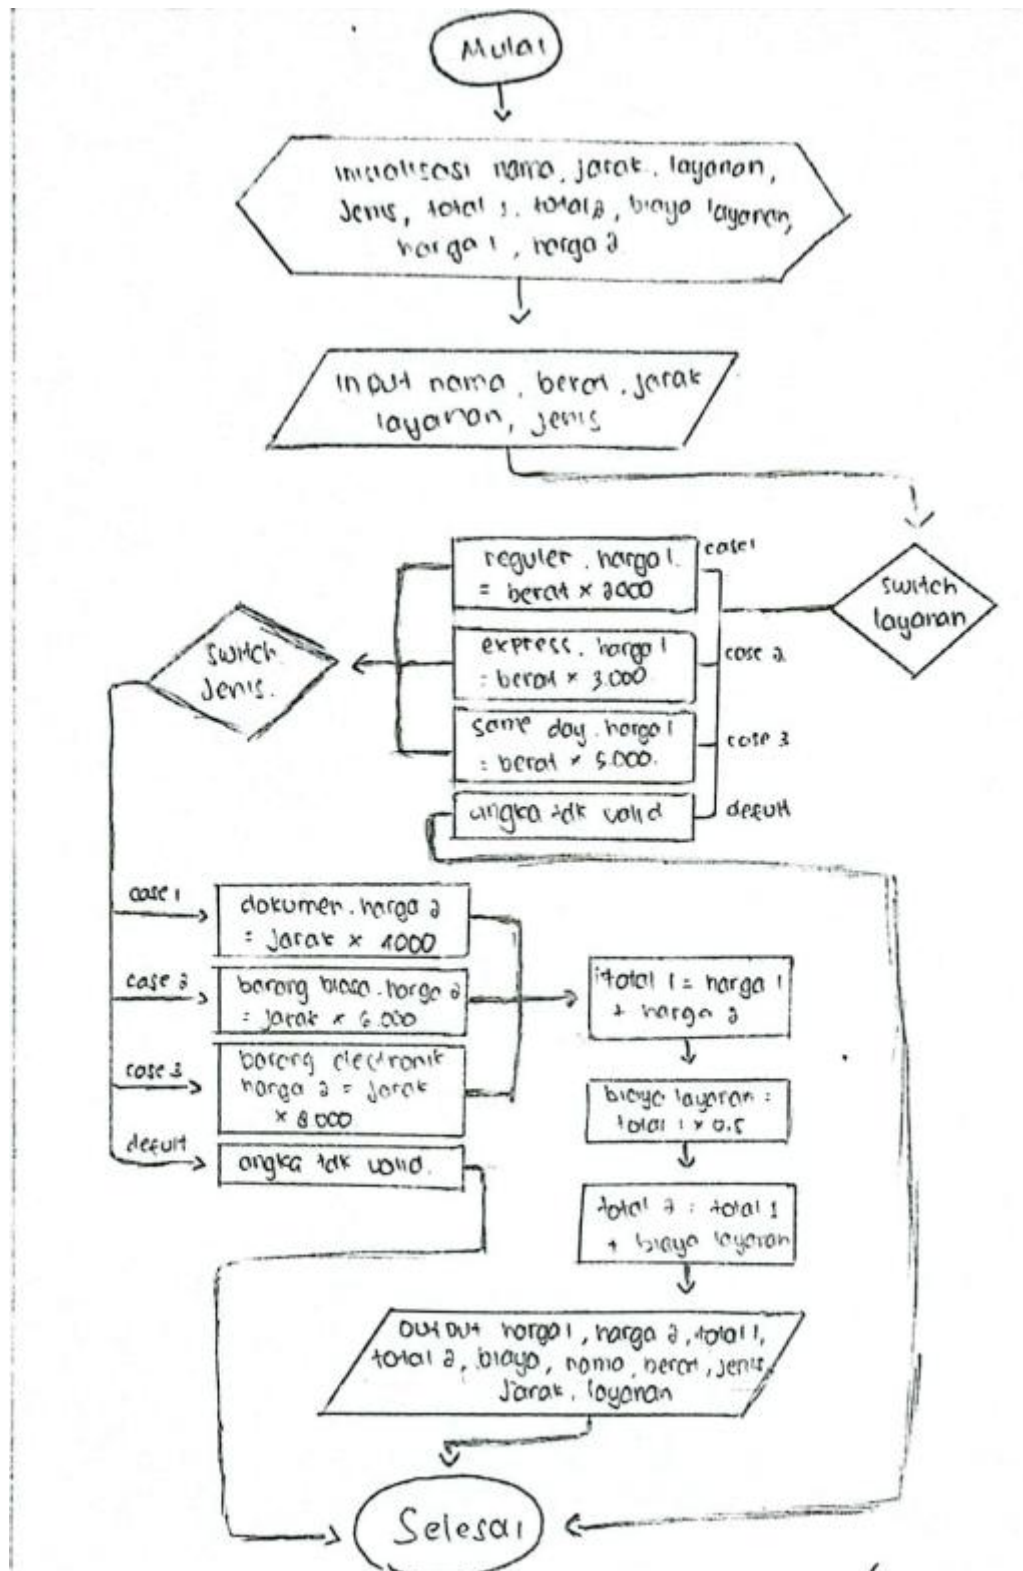 Mulai
inisialisasi nama, jarak, layanan,
Jenis, total 1, total 2, biaya layanan,
harga 1, harga 2
input nama, berat, jarak
layanan, jenis
switch
layanan
case 1
reguler. harga 1.
= berat × 2000
case 2
express. harga 1
= berat × 3.000
case 3
same day. harga 1
= berat × 5.000.
defult
angka tdk valid
switch
Jenis.
case 1
dokumen. harga 2
= jarak × 4000
case 2
barang biasa. harga 2
= jarak × 6.000
case 3
barang electronik
harga 2 = jarak
× 8.000
defult
angka tdk valid.
total 1 = harga 1
+ harga 2
biaya layanan =
total 1 × 0.5
total 2 = total 1
+ biaya layanan
output harga 1, harga 2, total 1,
total 2, biaya, nama, berat, jenis
Jarak, layanan
Selesai